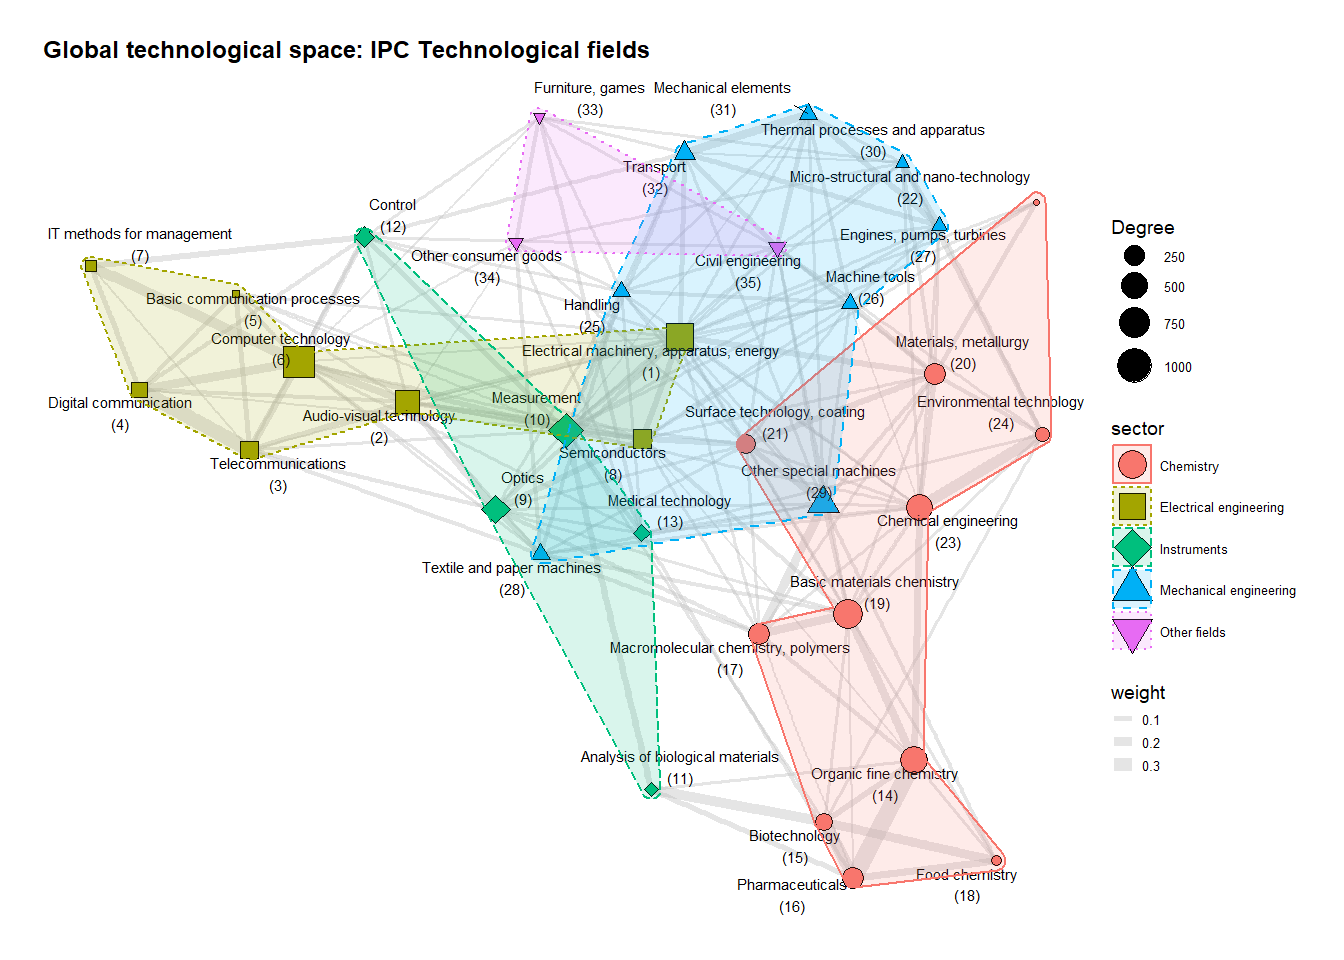 Global technological space: IPC Technological fields
Furniture, games
(33)
Mechanical elements
(31)
Thermal processes and apparatus
(30)
Transport
(32)
Micro-structural and nano-technology
(22)
Control
(12)
IT methods for management
(7)
Engines, pumps, turbines
(27)
Other consumer goods
(34)
Civil engineering
(35)
Machine tools
(26)
Basic communication processes
(5)
Handling
(25)
Computer technology
(6)
Electrical machinery, apparatus, energy
(1)
Materials, metallurgy
(20)
Digital communication
(4)
Audio-visual technology
(2)
Measurement
(10)
Surface technology, coating
(21)
Environmental technology
(24)
Telecommunications
(3)
Semiconductors
(8)
Optics
(9)
Other special machines
(29)
Medical technology
(13)
Chemical engineering
(23)
Textile and paper machines
(28)
Basic materials chemistry
(19)
Macromolecular chemistry, polymers
(17)
Analysis of biological materials
(11)
Organic fine chemistry
(14)
Biotechnology
(15)
Pharmaceuticals
(16)
Food chemistry
(18)
Degree
250
500
750
1000
sector
Chemistry
Electrical engineering
Instruments
Mechanical engineering
Other fields
weight
0.1
0.2
0.3